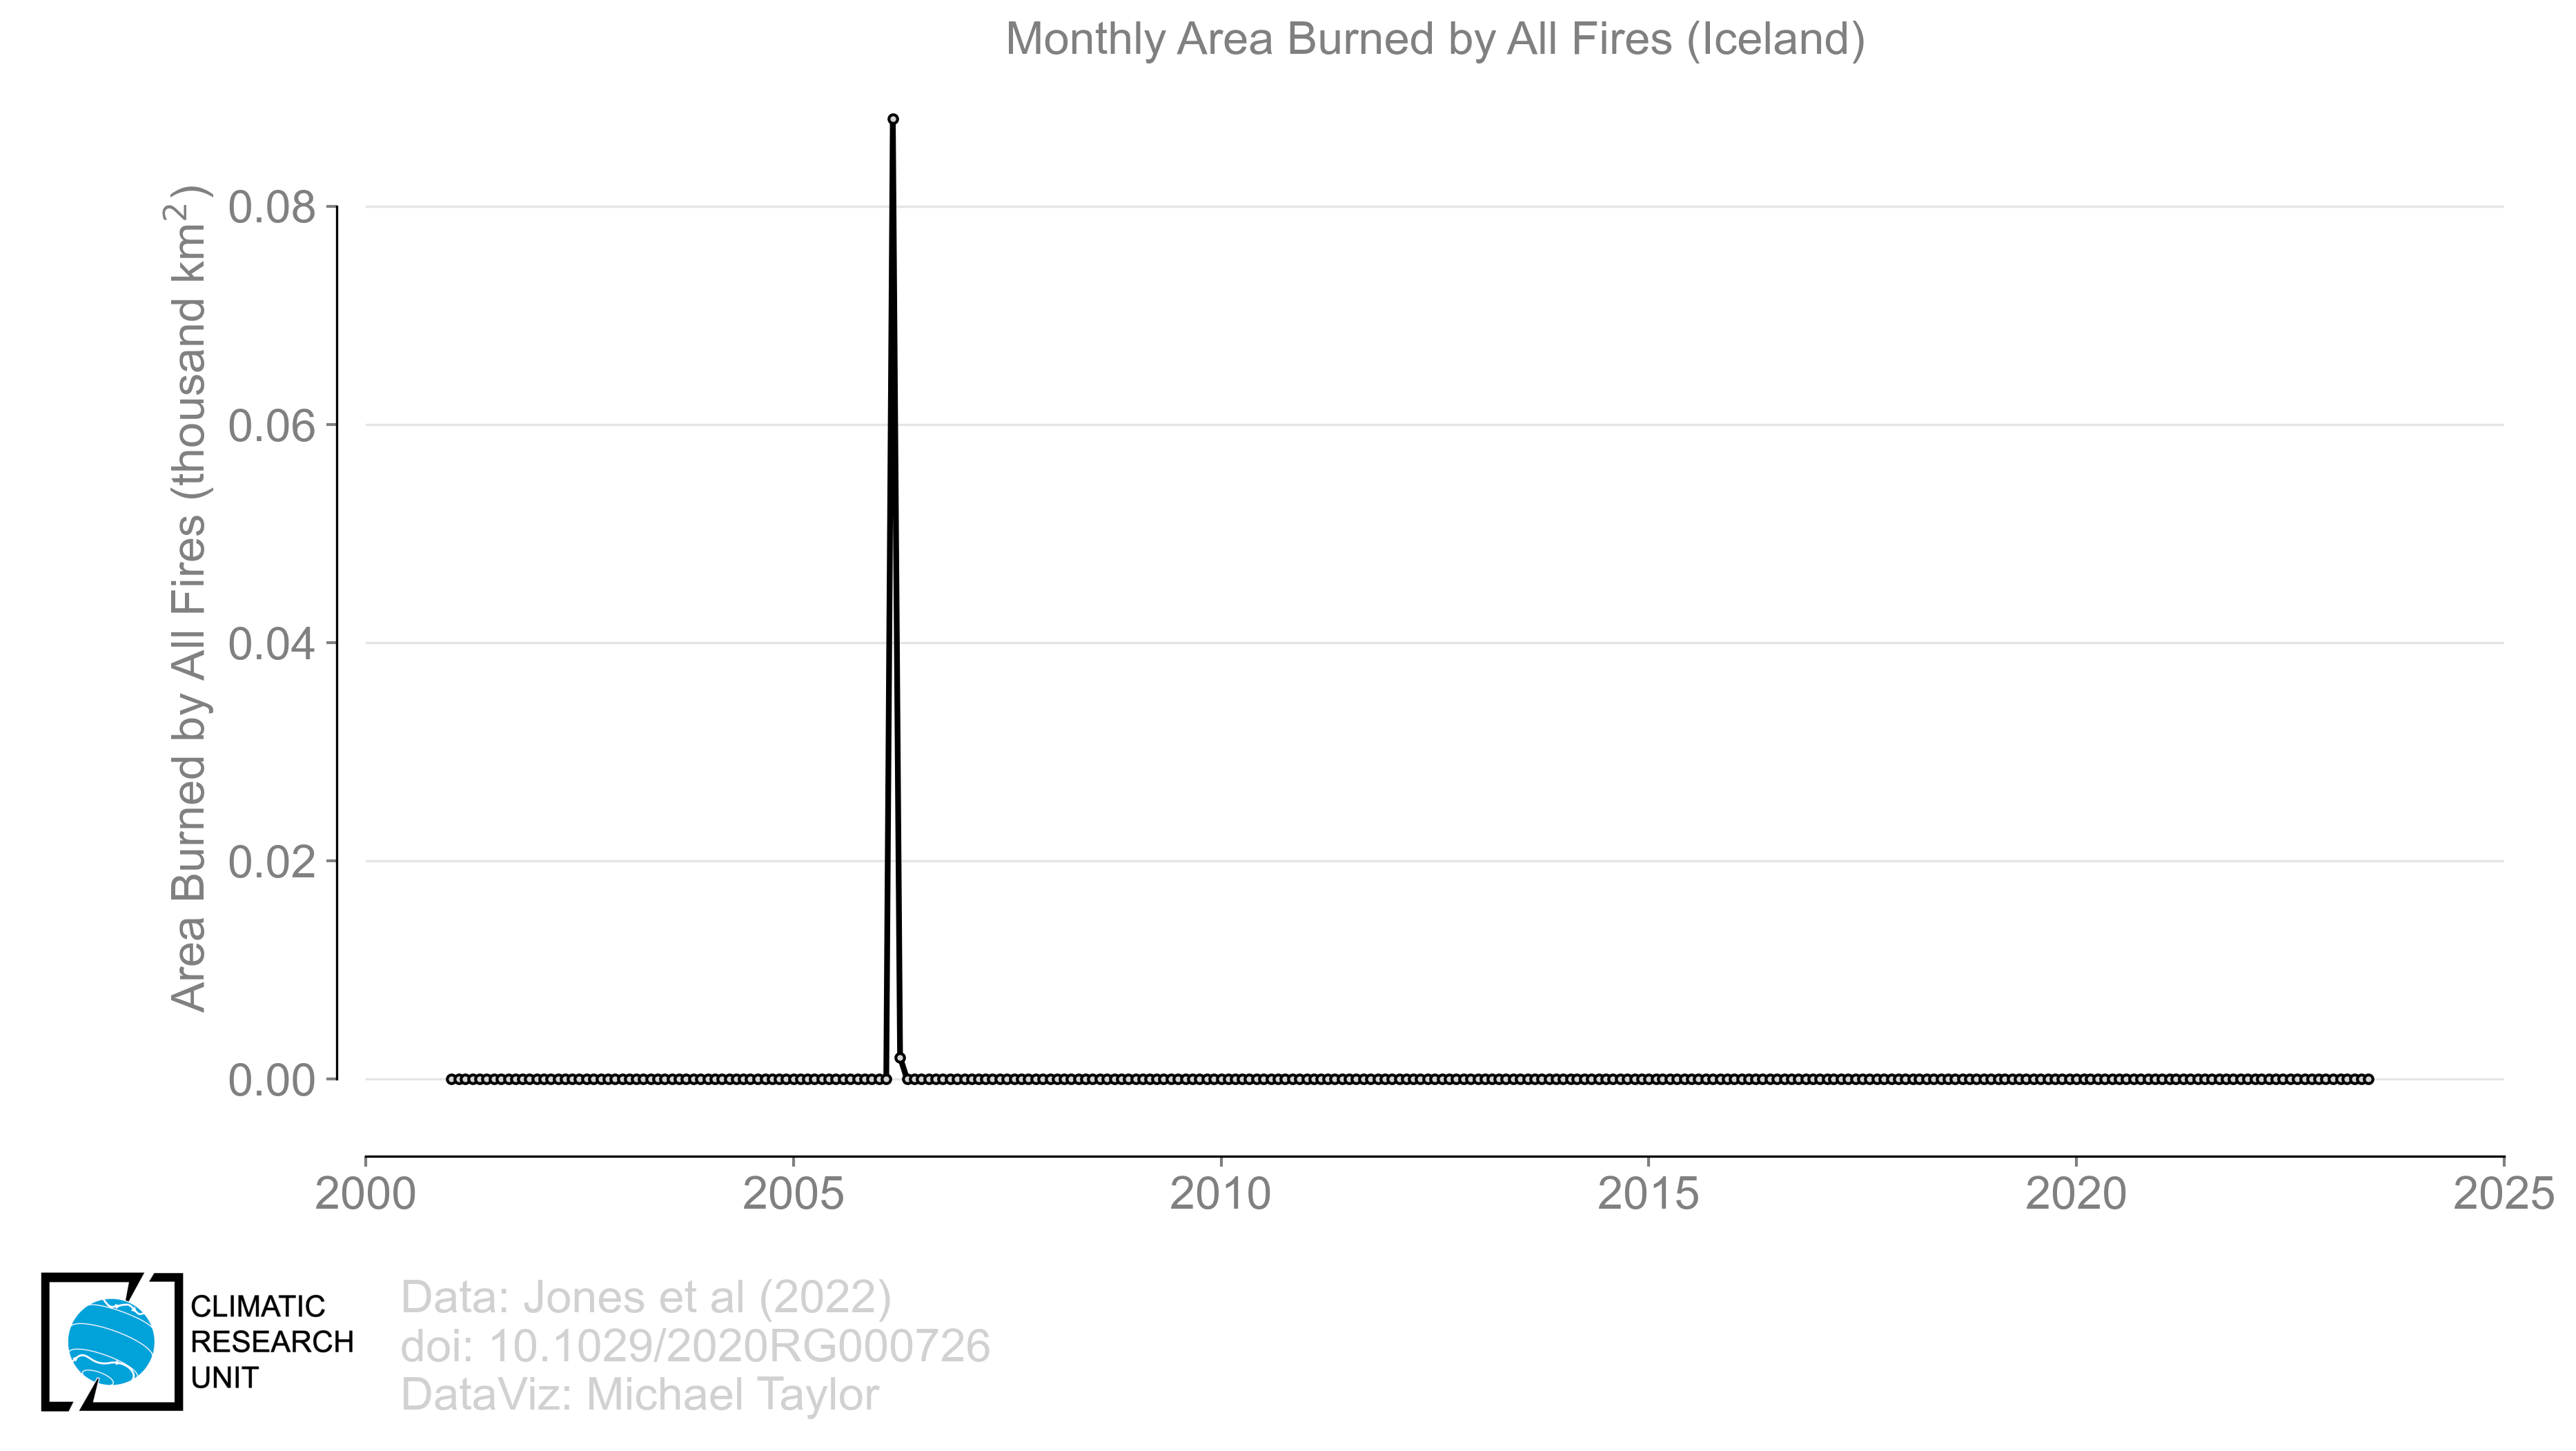 Monthly Area Burned by All Fires (Iceland)
Area Burned by All Fires (thousand km²)
0.08
0.06
0.04
0.02
0.00
2000 2005 2010 2015 2020 2025
CLIMATIC
RESEARCH
UNIT
Data: Jones et al (2022)
doi: 10.1029/2020RG000726
DataViz: Michael Taylor